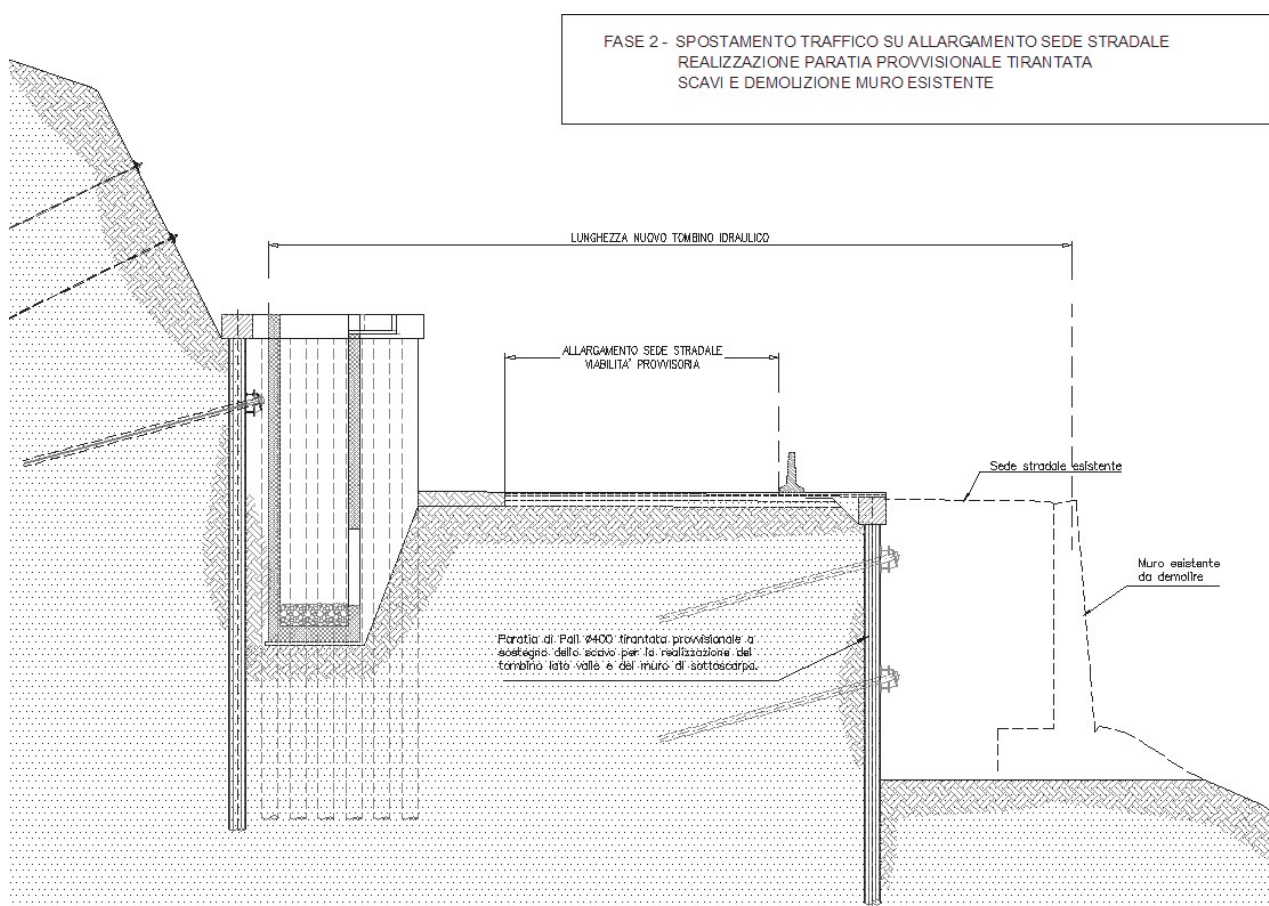 FASE 2 - SPOSTAMENTO TRAFFICO SU ALLARGAMENTO SEDE STRADALE
REALIZZAZIONE PARATIA PROVVISIONALE TIRANTATA
SCAVI E DEMOLIZIONE MURO ESISTENTE
LUNGHEZZA NUOVO TOMBINO IDRAULICO
ALLARGAMENTO SEDE STRADALE
VIABILITA' PROVVISORIA
Sede stradale esistente
Muro esistente
da demolire
Paratia di Pali Ø400 tirantata provvisionale a
sostegno dello scavo per la realizzazione del
tombino lato valle e del muro di sottoscarpa.